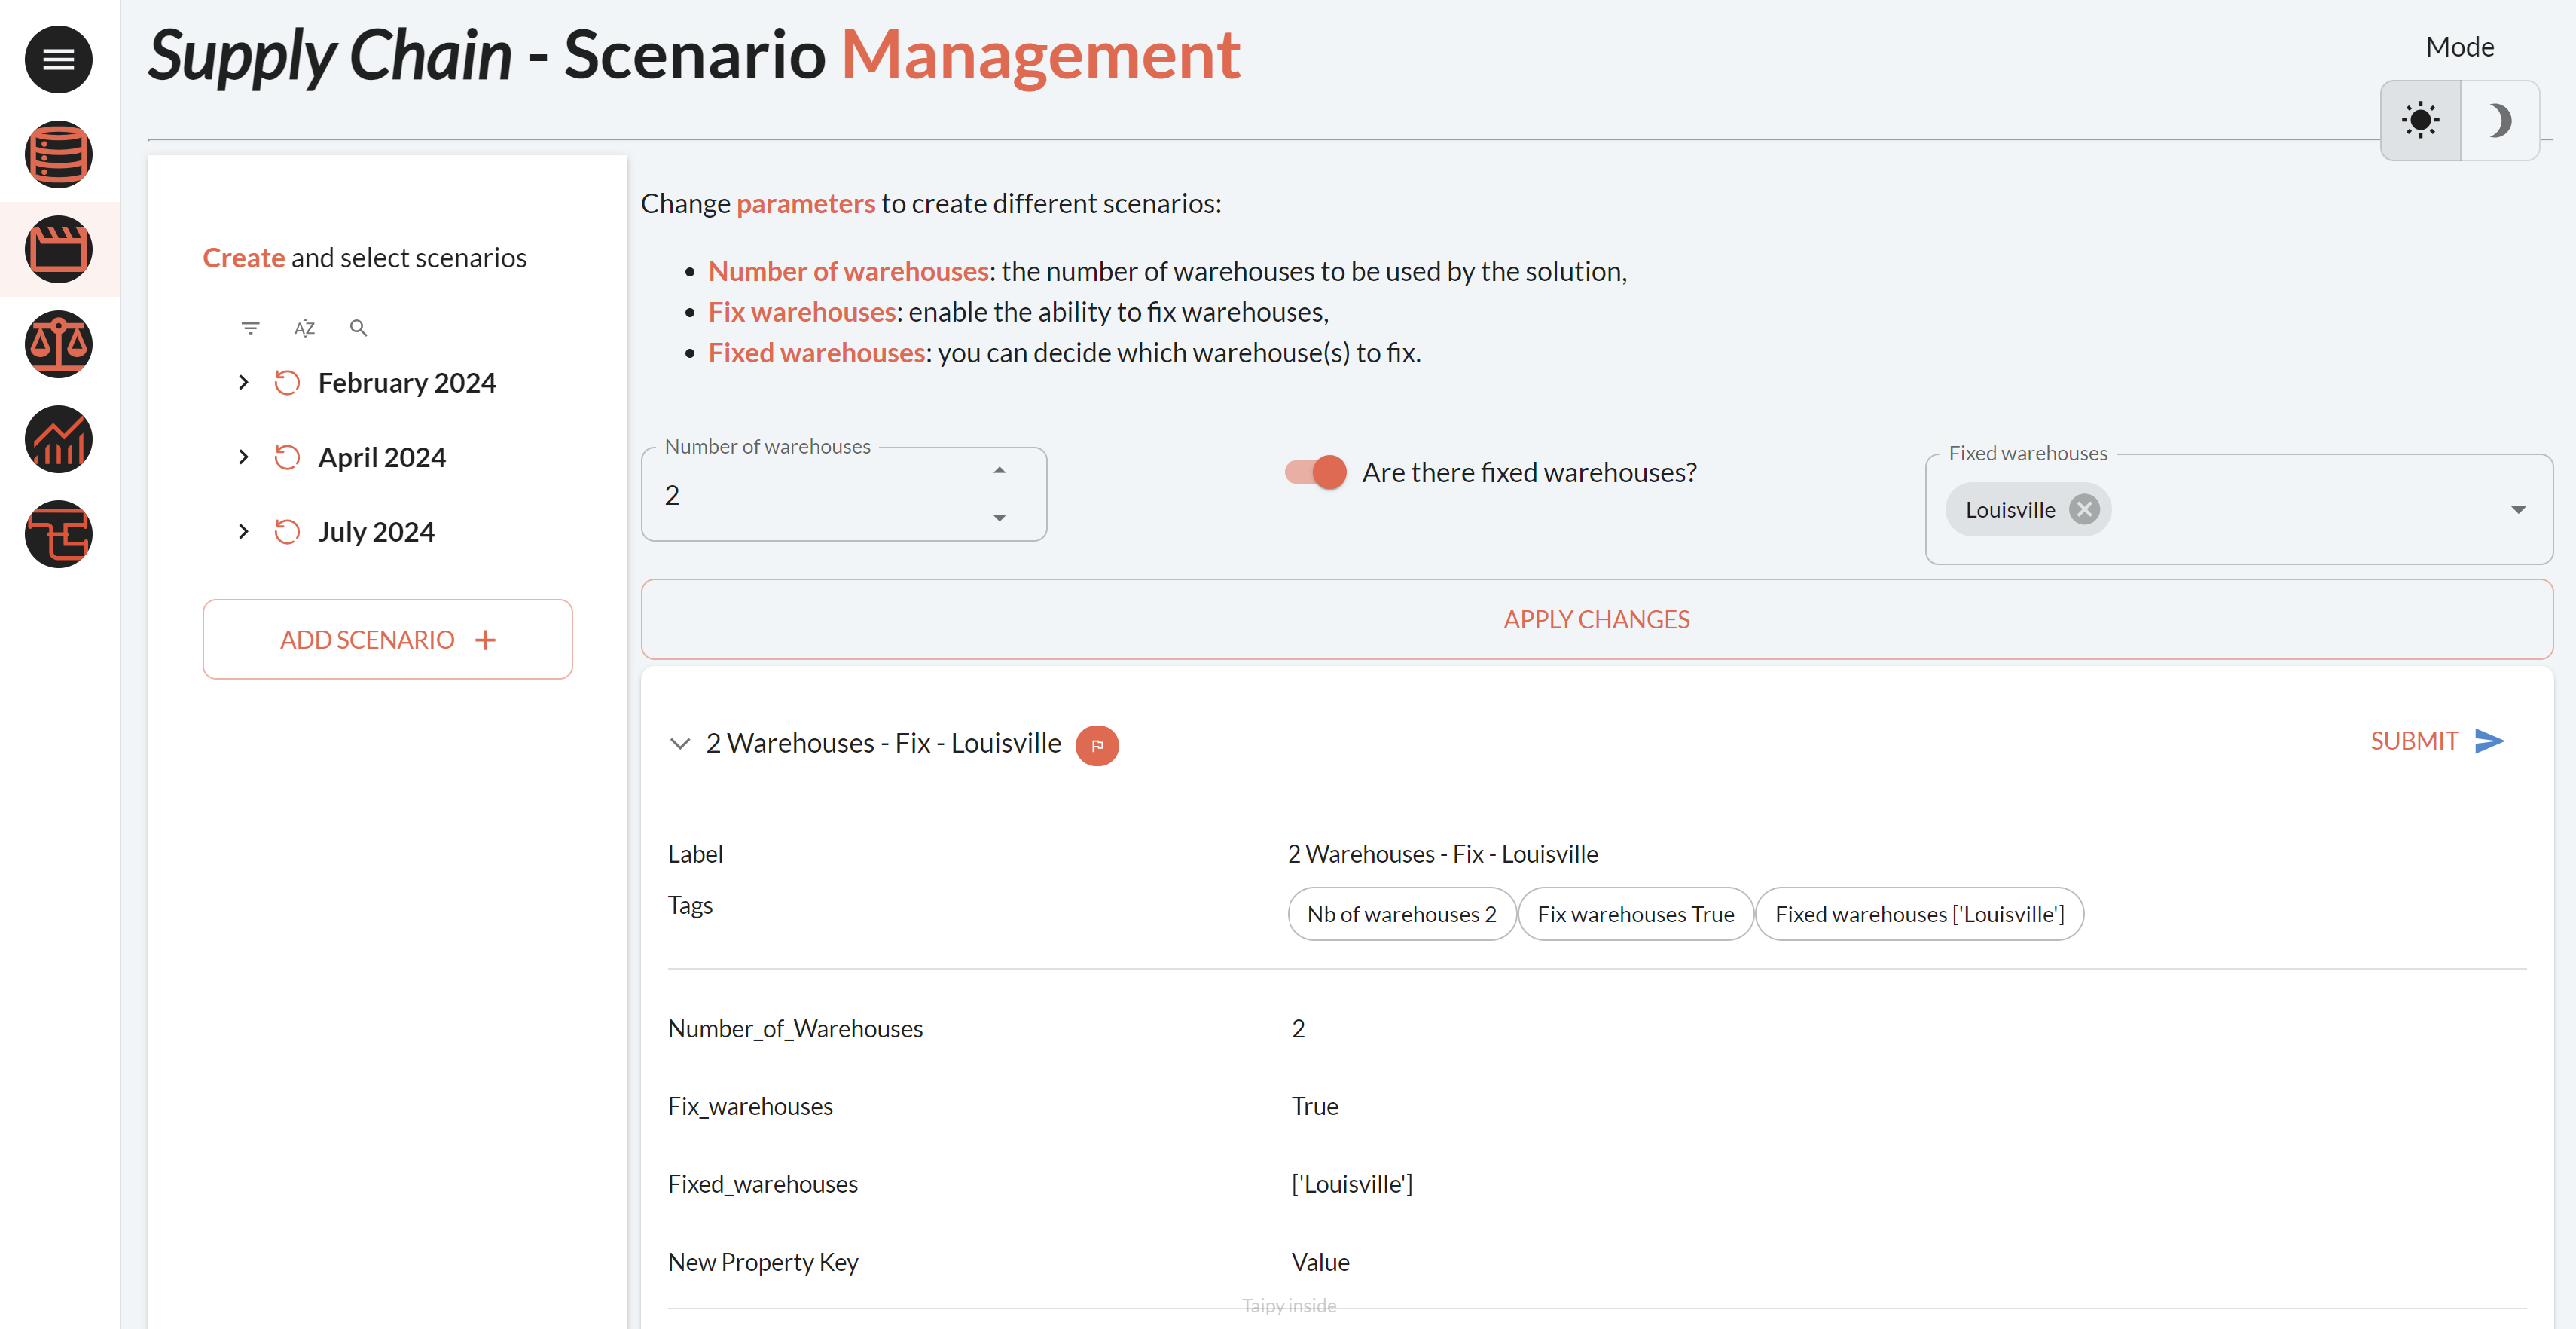 Supply Chain - Scenario Management
Mode
Create and select scenarios
AZ
February 2024
April 2024
July 2024
ADD SCENARIO +
Change parameters to create different scenarios:
• Number of warehouses: the number of warehouses to be used by the solution,
• Fix warehouses: enable the ability to fix warehouses,
• Fixed warehouses: you can decide which warehouse(s) to fix.
Number of warehouses
2
Are there fixed warehouses?
Fixed warehouses
Louisville
APPLY CHANGES
2 Warehouses - Fix - Louisville
SUBMIT
Label 2 Warehouses - Fix - Louisville
Tags Nb of warehouses 2 Fix warehouses True Fixed warehouses ['Louisville']
Number_of_Warehouses 2
Fix_warehouses True
Fixed_warehouses ['Louisville']
New Property Key Value
Taipy inside